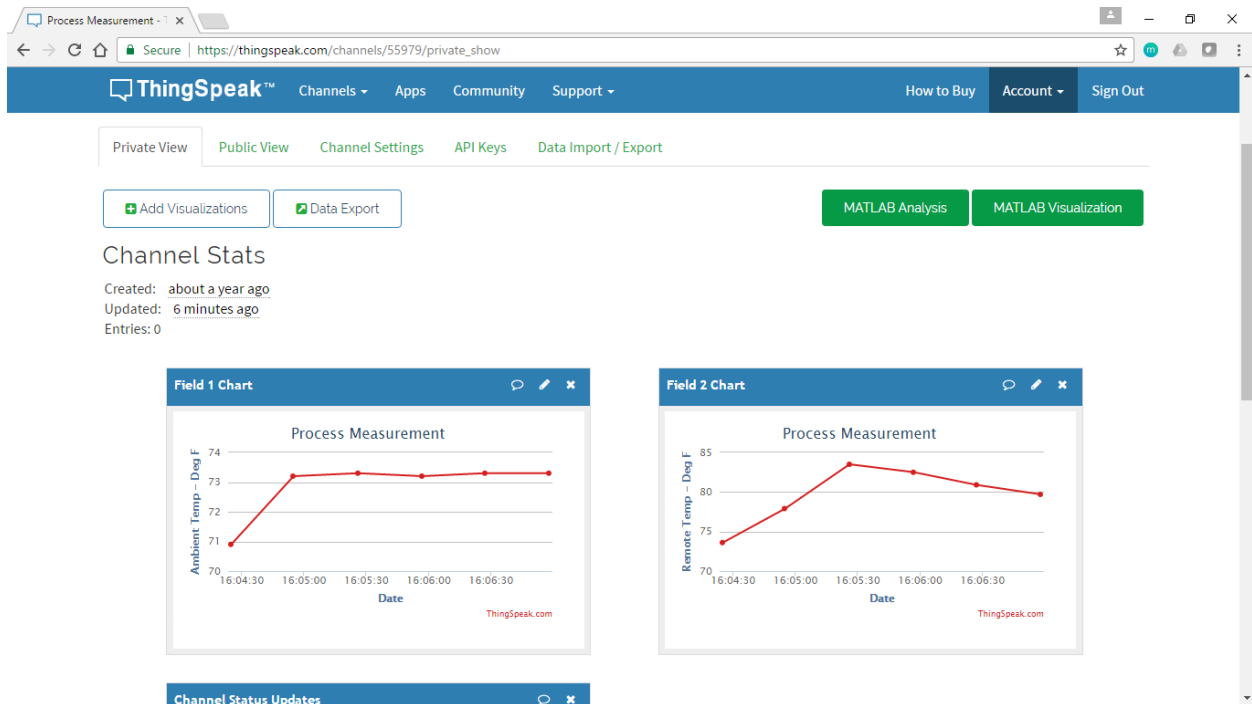 Process Measurement - T
Secure | https://thingspeak.com/channels/55979/private_show
ThingSpeak™ Channels Apps Community Support How to Buy Account Sign Out
Private View Public View Channel Settings API Keys Data Import / Export
Add Visualizations Data Export MATLAB Analysis MATLAB Visualization
Channel Stats
Created: about a year ago
Updated: 6 minutes ago
Entries: 0
Field 1 Chart
Process Measurement
Ambient Temp – Deg F
74
73
72
71
70
16:04:30 16:05:00 16:05:30 16:06:00 16:06:30
Date
ThingSpeak.com
Field 2 Chart
Process Measurement
Remote Temp – Deg F
85
80
75
70
16:04:30 16:05:00 16:05:30 16:06:00 16:06:30
Date
ThingSpeak.com
Channel Status Updates